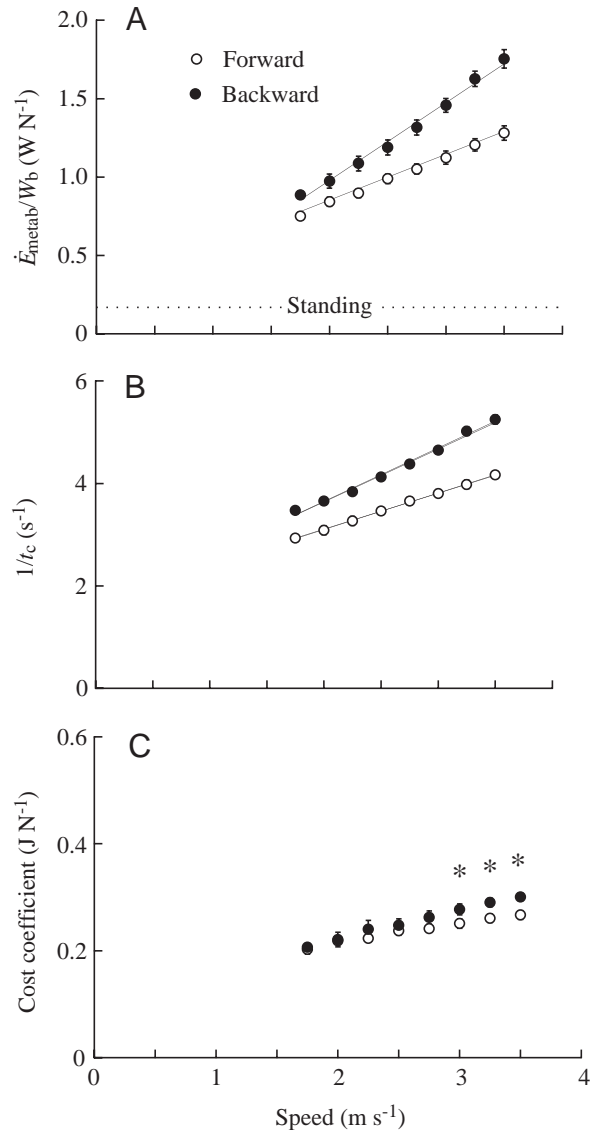 A
Forward
Backward
2.0
1.5
1.0
0.5
0
Ėmetab/Wb (W N-1)
Standing
B
6
4
2
0
1/tc (s-1)
C
0.6
0.4
0.2
0
Cost coefficient (J N-1)
* * *
0 1 2 3 4
Speed (m s-1)